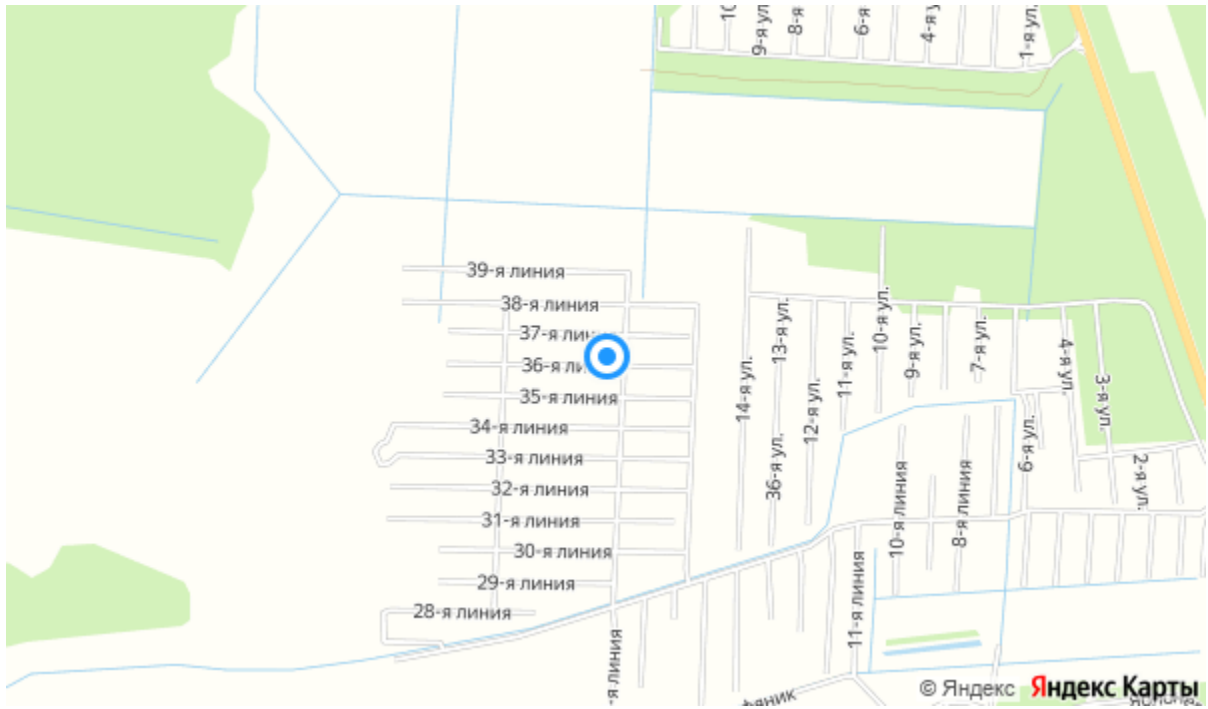 9-я ул.
8-я ул.
6-я ул.
4-я ул.
1-я ул.
39-я линия
38-я линия
36-я
35-я линия
34-я линия
33-я линия
32-я линия
31-я линия
30-я линия
29-я линия
28-я линия
37-я
14-я ул.
13-я ул.
36-я ул.
12-я ул.
11-я ул.
10-я ул.
9-я ул.
7-я ул.
4-я ул.
3-я ул.
2-я ул.
6-я ул.
10-я линия
8-я линия
11-я линия
-я линия
© Яндекс Яндекс Карты